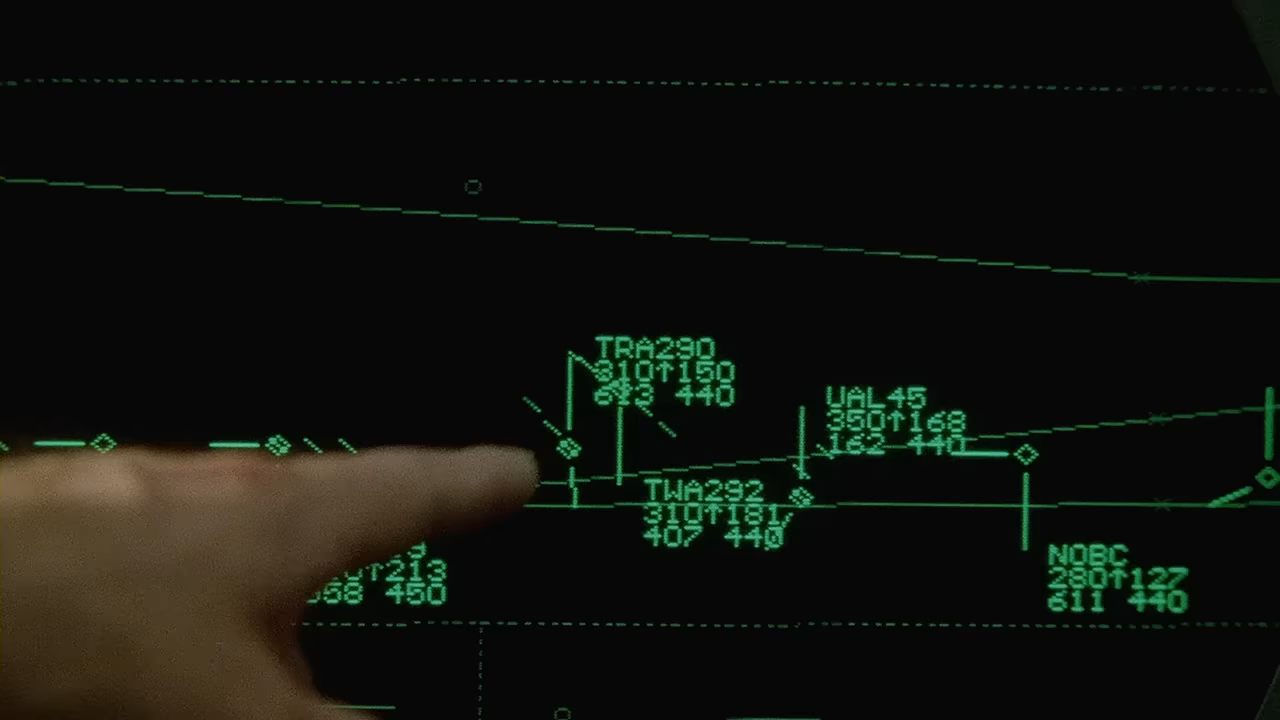 TRA290
310↑150
693 440
UAL45
350↑168
162 440
TWA292
310↑181
407 440
↑213
450
NOBC
280↑127
611 440